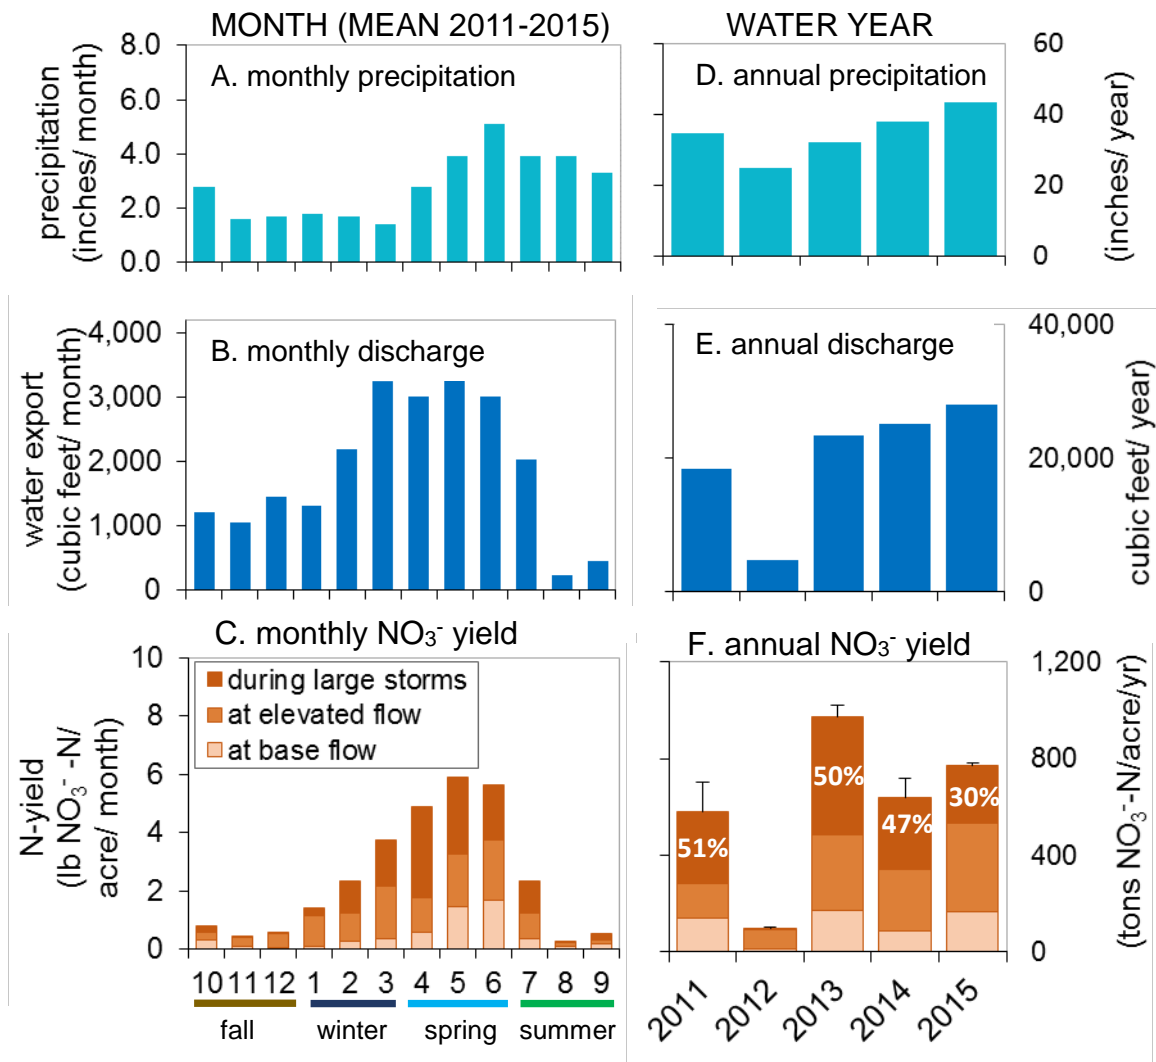 MONTH (MEAN 2011-2015)
WATER YEAR
precipitation
(inches/ month)
8.0
6.0
4.0
2.0
0.0
A. monthly precipitation
D. annual precipitation
60
40
20
0
(inches/ year)
water export
(cubic feet/ month)
4,000
3,000
2,000
1,000
0
B. monthly discharge
E. annual discharge
40,000
20,000
0
cubic feet/ year)
C. monthly NO₃⁻ yield
F. annual NO₃⁻ yield
N-yield
(lb NO₃⁻ -N/
acre/ month)
10
8
6
4
2
0
during large storms
at elevated flow
at base flow
51%
50%
47%
30%
1,200
800
400
0
(tons NO₃⁻-N/acre/yr)
10 11 12 1 2 3 4 5 6 7 8 9
fall winter spring summer
2011 2012 2013 2014 2015